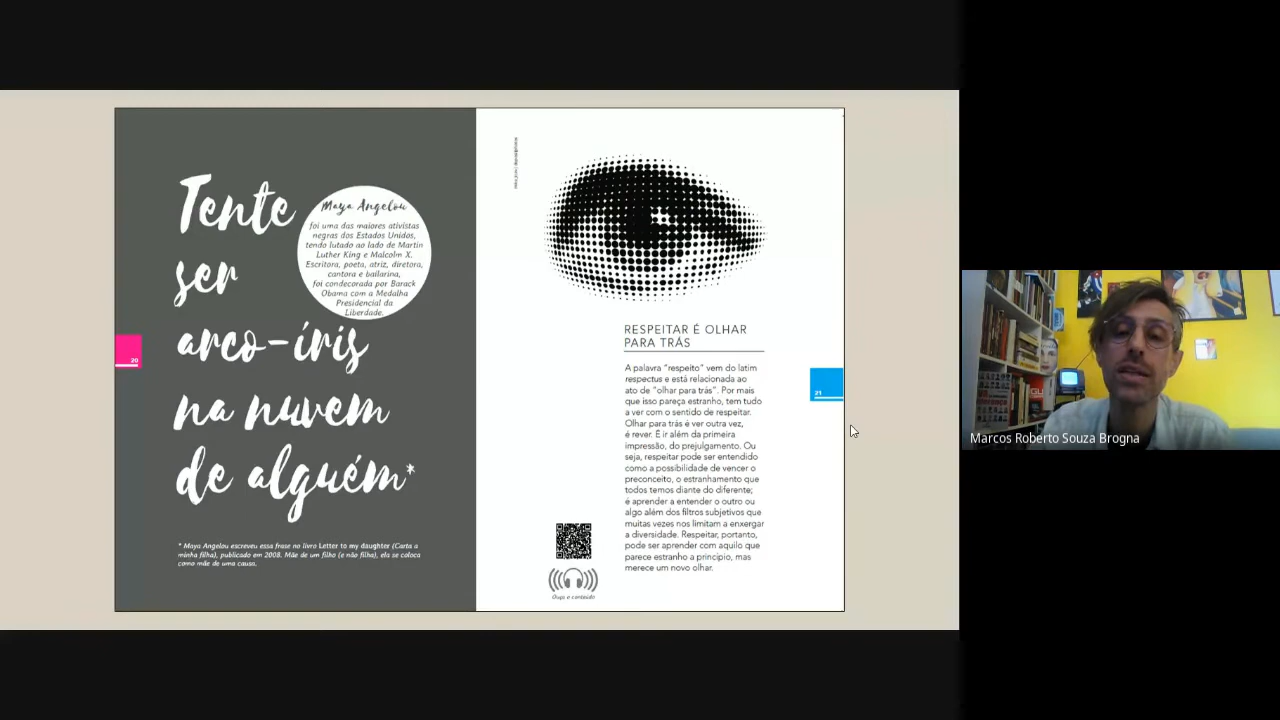 Tente
ser
arco-íris
na nuvem
de alguém*
Maya Angelou
foi uma das maiores ativistas
negras dos Estados Unidos,
tendo lutado ao lado de Martin
Luther King e Malcolm X.
Escritora, poeta, atriz, diretora,
cantora e bailarina,
foi condecorada por Barack
Obama com a Medalha
Presidencial da
Liberdade.
20
* Maya Angelou escreveu essa frase no livro Letter to my daughter (Carta a
minha filha), publicado em 2008. Mãe de um filho (e não filha), ela se coloca
como mãe de uma causa.
RESPEITAR É OLHAR
PARA TRÁS
A palavra “respeito” vem do latim
respectus e está relacionada ao
ato de “olhar para trás”. Por mais
que isso pareça estranho, tem tudo
a ver com o sentido de respeitar.
Olhar para trás é ver outra vez,
é rever. É ir além da primeira
impressão, do prejulgamento. Ou
seja, respeitar pode ser entendido
como a possibilidade de vencer o
preconceito, o estranhamento que
todos temos diante do diferente;
é aprender a entender o outro ou
algo além dos filtros subjetivos que
muitas vezes nos limitam a enxergar
a diversidade. Respeitar, portanto,
pode ser aprender com aquilo que
parece estranho a princípio, mas
merece um novo olhar.
21
Ouça o conteúdo
Marcos Roberto Souza Brogna